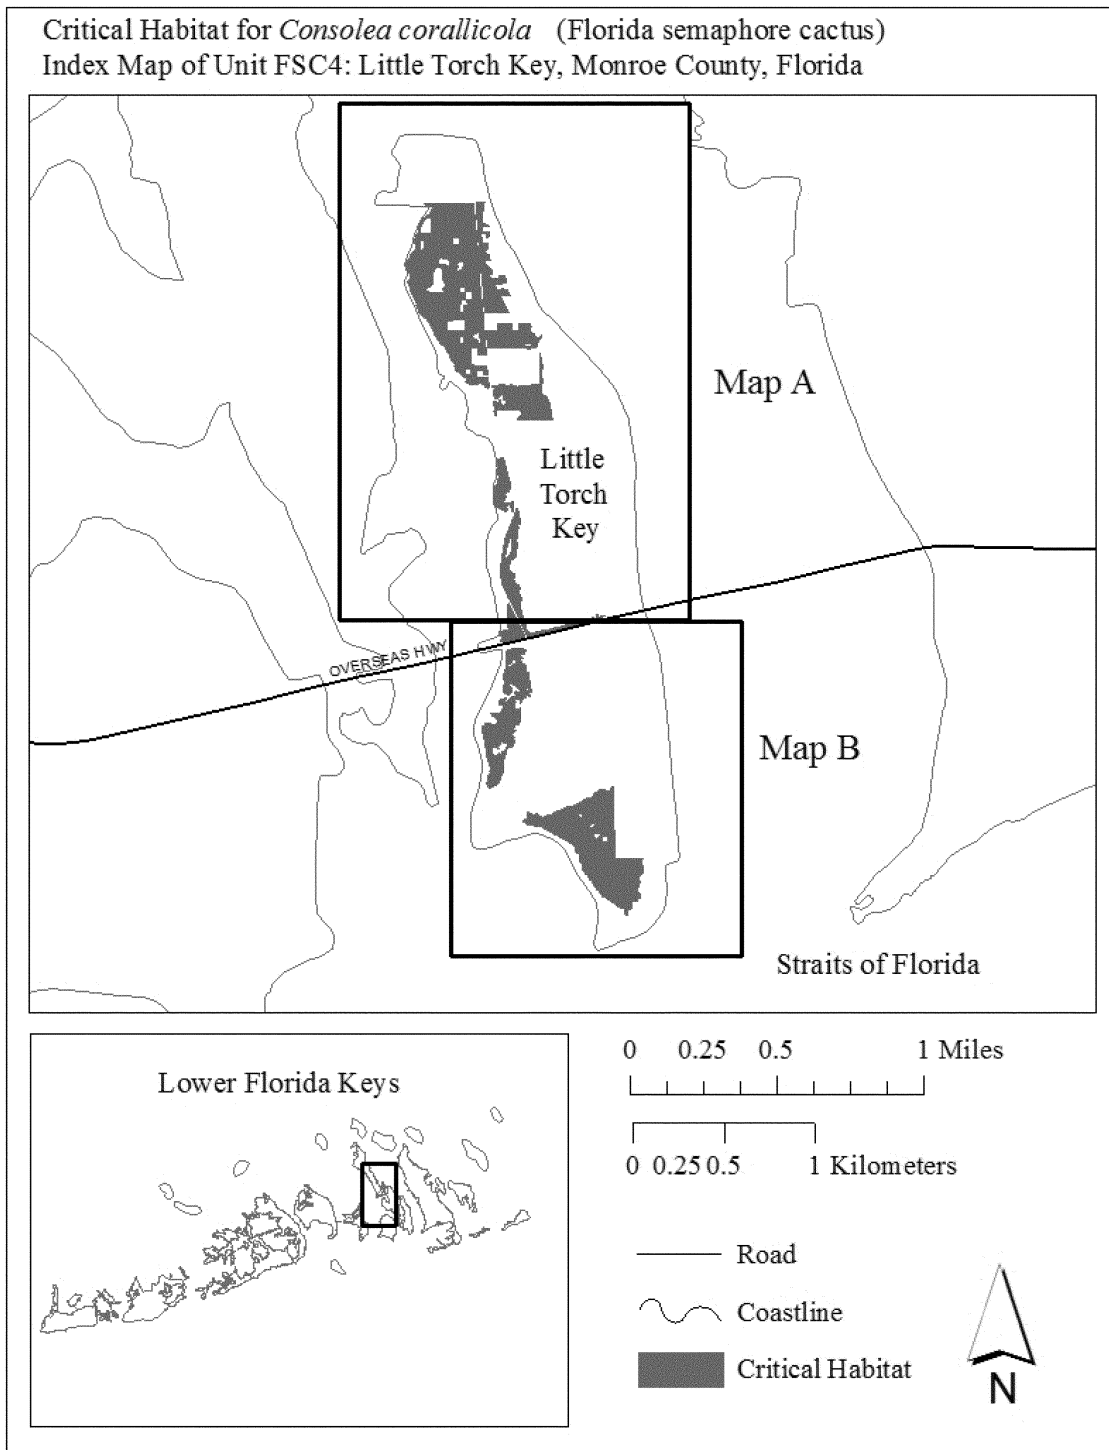 Critical Habitat for Consolea corallicola (Florida semaphore cactus)
Index Map of Unit FSC4: Little Torch Key, Monroe County, Florida
Map A
Little
Torch
Key
OVERSEAS HWY
Map B
Straits of Florida
Lower Florida Keys
0 0.25 0.5 1 Miles
0 0.25 0.5 1 Kilometers
Road
Coastline
Critical Habitat
N